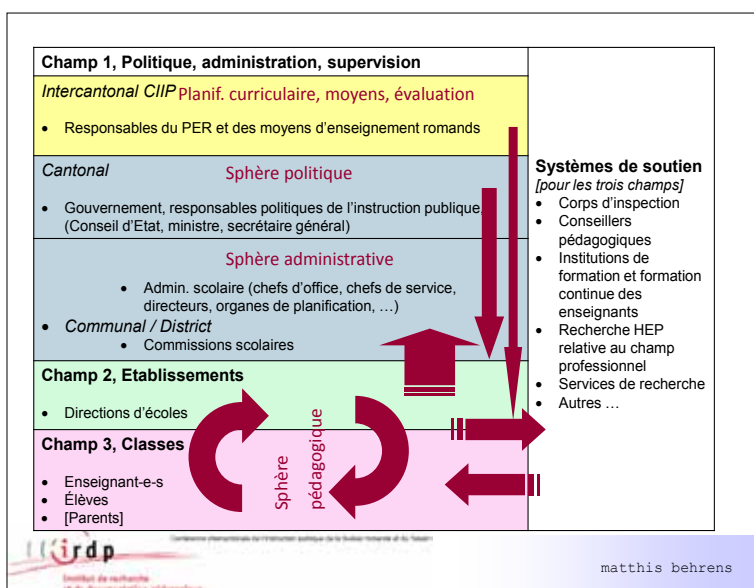 Champ 1, Politique, administration, supervision
Intercantonal CIIP Planif. curriculaire, moyens, évaluation
• Responsables du PER et des moyens d'enseignement romands
Cantonal
Sphère politique
• Gouvernement, responsables politiques de l'instruction publique,
(Conseil d'Etat, ministre, secrétaire général)
Sphère administrative
• Admin. scolaire (chefs d'office, chefs de service,
directeurs, organes de planification, …)
• Communal / District
• Commissions scolaires
Champ 2, Etablissements
• Directions d'écoles
Champ 3, Classes
• Enseignant-e-s
• Élèves
• [Parents]
Sphère
pédagogique
Systèmes de soutien
[pour les trois champs]
• Corps d'inspection
• Conseillers
pédagogiques
• Institutions de
formation et formation
continue des
enseignants
• Recherche HEP
relative au champ
professionnel
• Services de recherche
• Autres …
irdp
Institut de recherche
matthis behrens